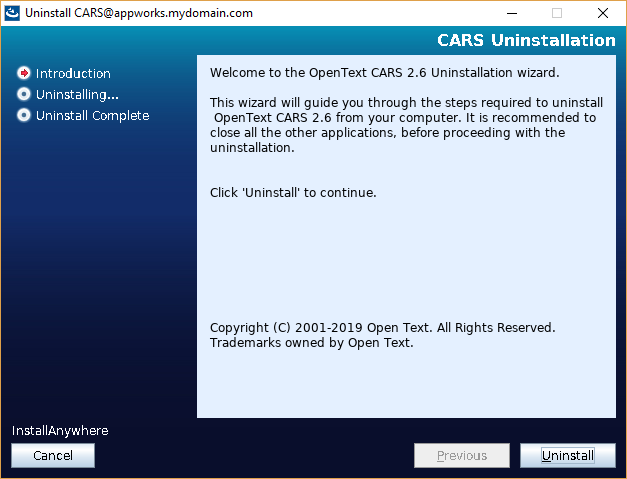 Uninstall CARS@appworks.mydomain.com
CARS Uninstallation
Introduction
Uninstalling...
Uninstall Complete
Welcome to the OpenText CARS 2.6 Uninstallation wizard.
This wizard will guide you through the steps required to uninstall
OpenText CARS 2.6 from your computer. It is recommended to
close all the other applications, before proceeding with the
uninstallation.
Click 'Uninstall' to continue.
Copyright (C) 2001-2019 Open Text. All Rights Reserved.
Trademarks owned by Open Text.
InstallAnywhere
Cancel
Previous
Uninstall